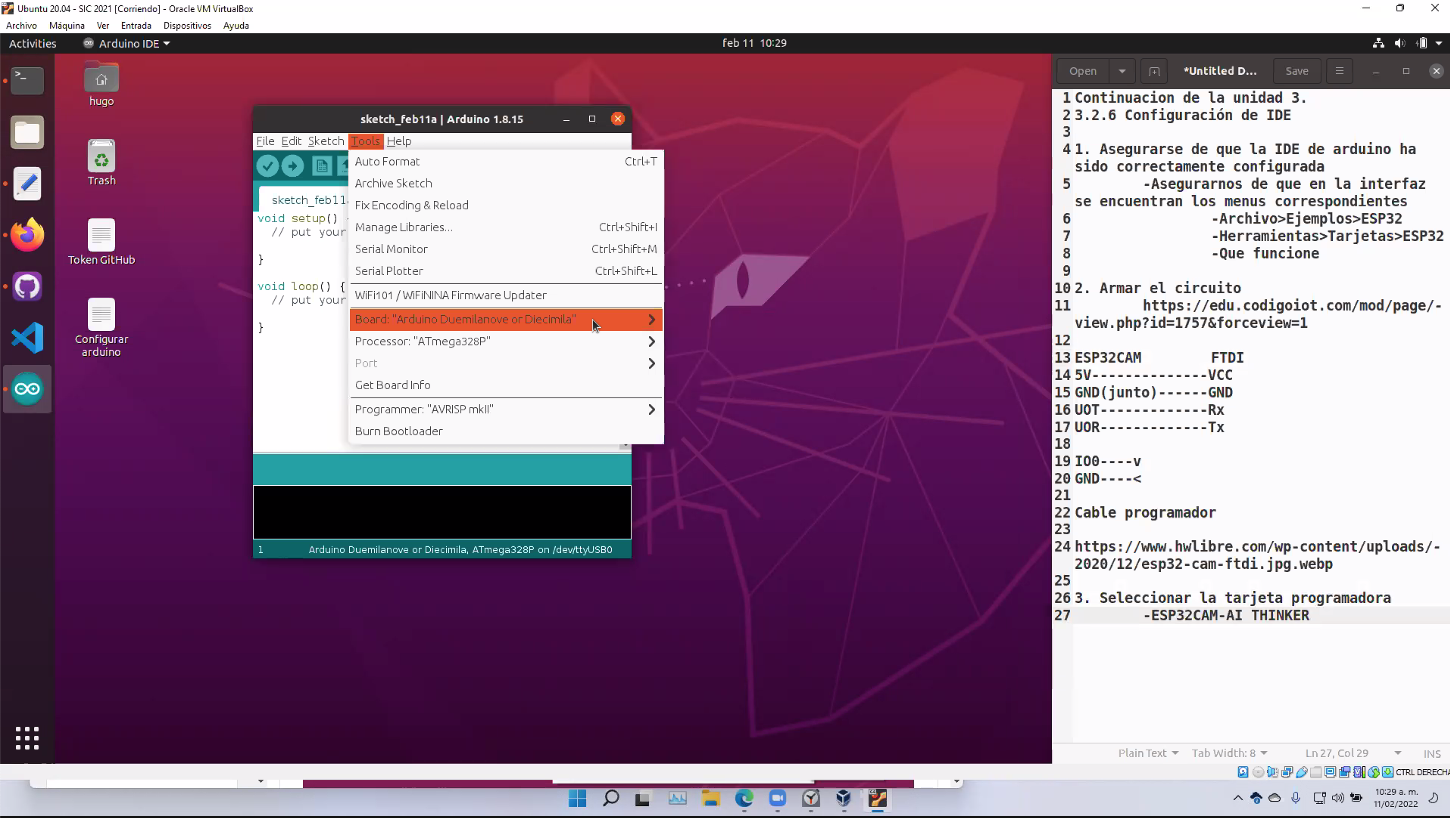 Ubuntu 20.04 - SIC 2021 [Corriendo] - Oracle VM VirtualBox
Archivo Máquina Ver Entrada Dispositivos Ayuda
Activities Arduino IDE feb 11 10:29
hugo
Trash
Token GitHub
Configurar
arduino
sketch_feb11a | Arduino 1.8.15
File Edit Sketch Tools Help
sketch_feb11
void setup() {
// put your
}
void loop() {
// put your
}
Auto Format Ctrl+T
Archive Sketch
Fix Encoding & Reload
Manage Libraries... Ctrl+Shift+I
Serial Monitor Ctrl+Shift+M
Serial Plotter Ctrl+Shift+L
WiFi101 / WiFiNINA Firmware Updater
Board: "Arduino Duemilanove or Diecimila"
Processor: "ATmega328P"
Port
Get Board Info
Programmer: "AVRISP mkII"
Burn Bootloader
1 Arduino Duemilanove or Diecimila, ATmega328P on /dev/ttyUSB0
Open *Untitled D... Save
1 Continuacion de la unidad 3.
2 3.2.6 Configuración de IDE
3
4 1. Asegurarse de que la IDE de arduino ha
sido correctamente configurada
5 -Asegurarnos de que en la interfaz
se encuentran los menus correspondientes
6 -Archivo>Ejemplos>ESP32
7 -Herramientas>Tarjetas>ESP32
8 -Que funcione
9
10 2. Armar el circuito
11 https://edu.codigoiot.com/mod/page/-
view.php?id=1757&forceview=1
12
13 ESP32CAM FTDI
14 5V--------------VCC
15 GND(junto)------GND
16 UOT-------------Rx
17 UOR-------------Tx
18
19 IO0----v
20 GND----<
21
22 Cable programador
23
24 https://www.hwlibre.com/wp-content/uploads/-
2020/12/esp32-cam-ftdi.jpg.webp
25
26 3. Seleccionar la tarjeta programadora
27 -ESP32CAM-AI THINKER
Plain Text Tab Width: 8 Ln 27, Col 29 INS
CTRL DERECHA
10:29 a. m.
11/02/2022